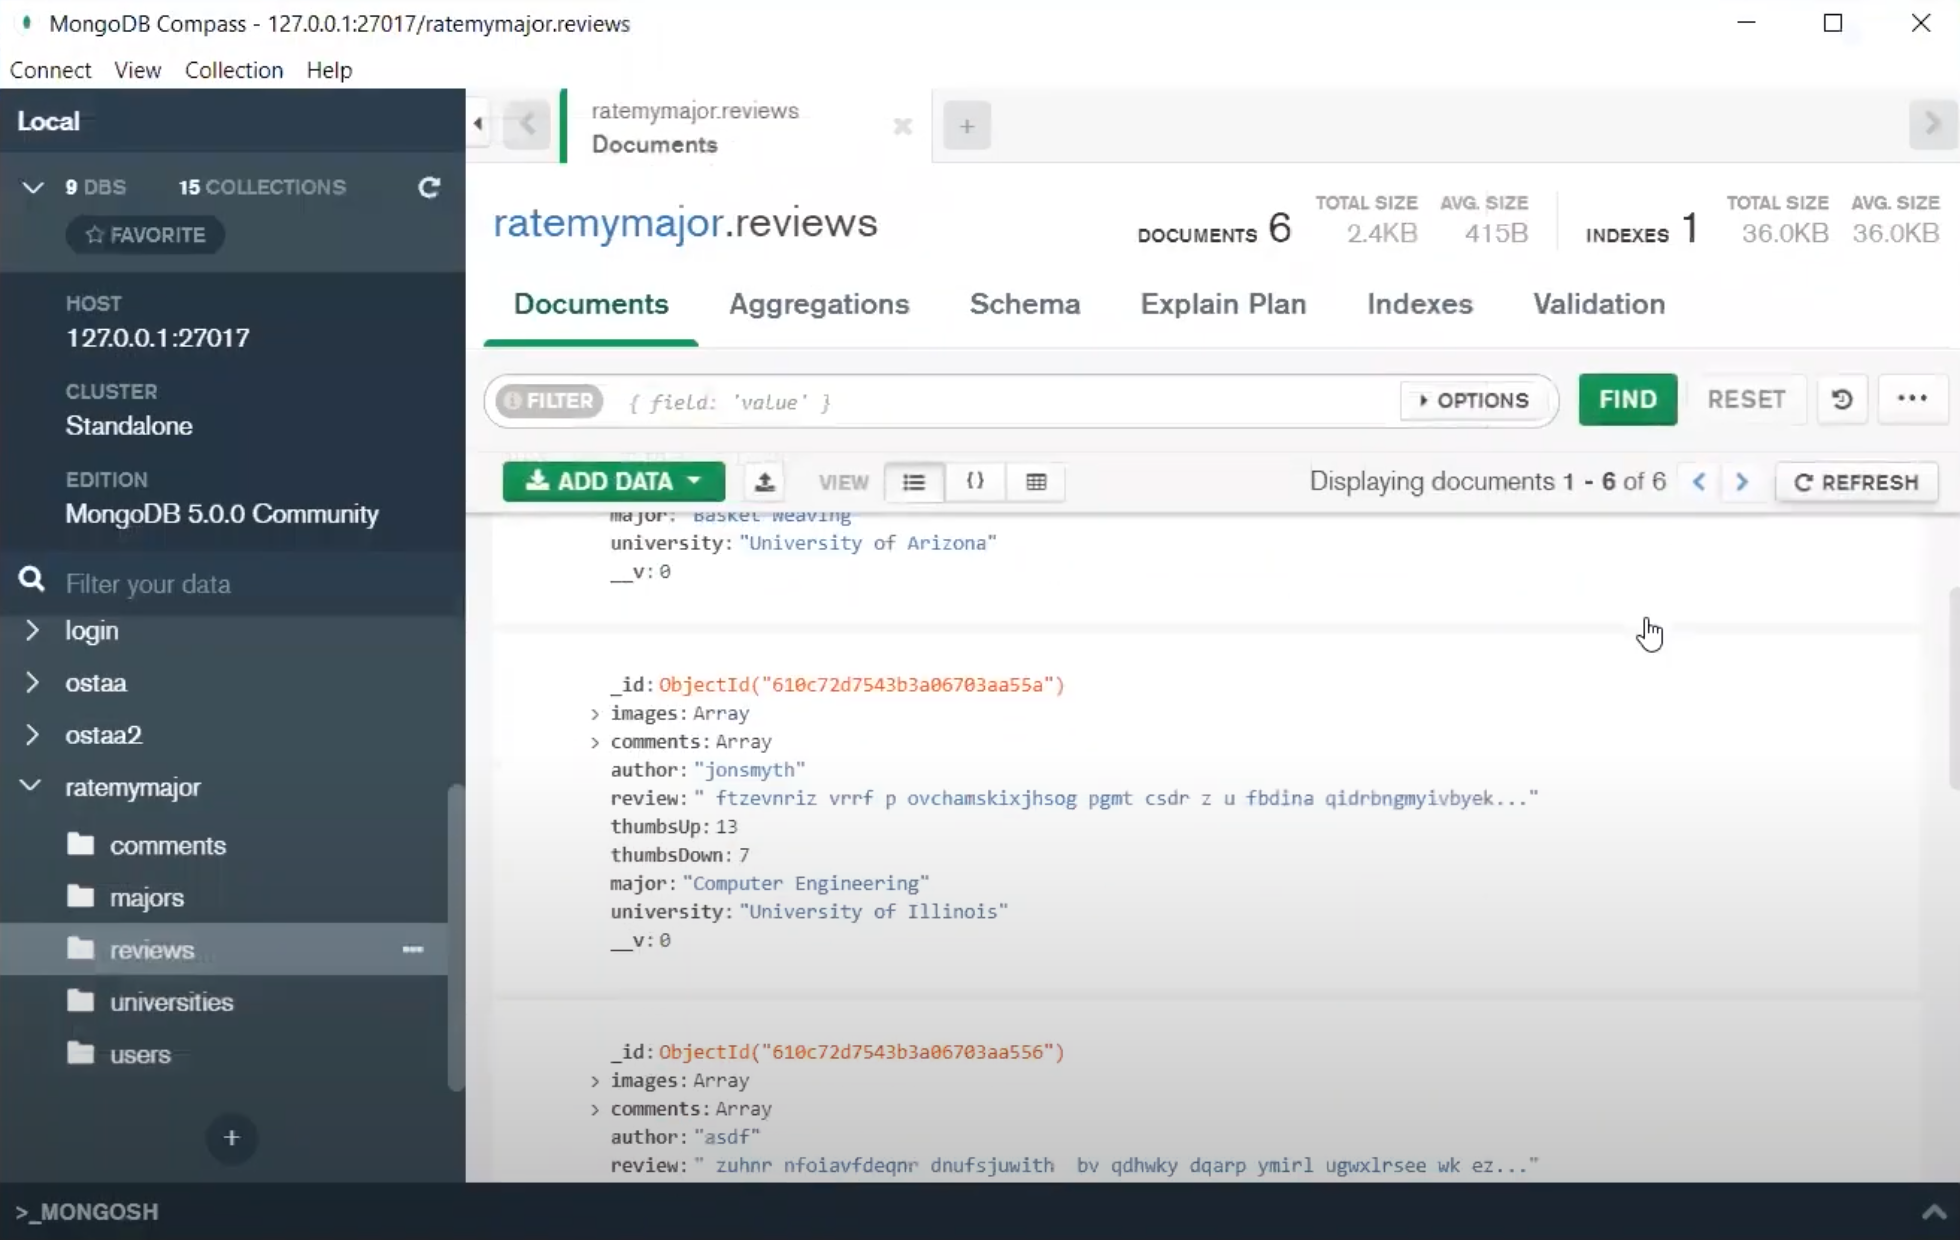 MongoDB Compass - 127.0.0.1:27017/ratemymajor.reviews
Connect View Collection Help
Local
9 DBS 15 COLLECTIONS
FAVORITE
HOST
127.0.0.1:27017
CLUSTER
Standalone
EDITION
MongoDB 5.0.0 Community
Filter your data
login
ostaa
ostaa2
ratemymajor
comments
majors
reviews
universities
users
+
ratemymajor.reviews
Documents
+
ratemymajor.reviews
DOCUMENTS 6
TOTAL SIZE 2.4KB
AVG. SIZE 415B
INDEXES 1
TOTAL SIZE 36.0KB
AVG. SIZE 36.0KB
Documents Aggregations Schema Explain Plan Indexes Validation
FILTER { field: 'value' } OPTIONS FIND RESET
ADD DATA VIEW {} Displaying documents 1 - 6 of 6 REFRESH
major: "Basket Weaving
university: "University of Arizona"
__v: 0
_id: ObjectId("610c72d7543b3a06703aa55a")
images: Array
comments: Array
author: "jonsmyth"
review: " ftzevnriz vrrf p ovchamskixjhsog pgmt csdr z u fbdina qidrbngmyivbyek..."
thumbsUp: 13
thumbsDown: 7
major: "Computer Engineering"
university: "University of Illinois"
__v: 0
_id: ObjectId("610c72d7543b3a06703aa556")
images: Array
comments: Array
author: "asdf"
review: " zuhnr nfoiavfdeqnr dnufsjuwith  bv qdhwky dqarp ymirl ugwxlrsee wk ez..."
>_MONGOSH